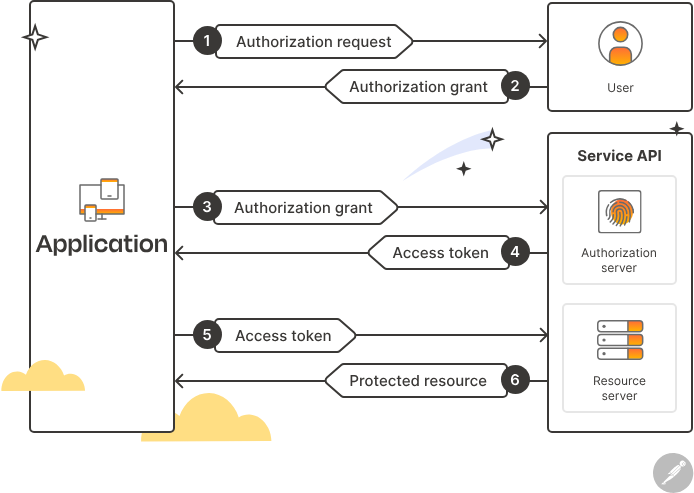 1 Authorization request
Authorization grant 2
User
Service API
3 Authorization grant
Authorization
server
Access token 4
Application
5 Access token
Protected resource 6
Resource
server